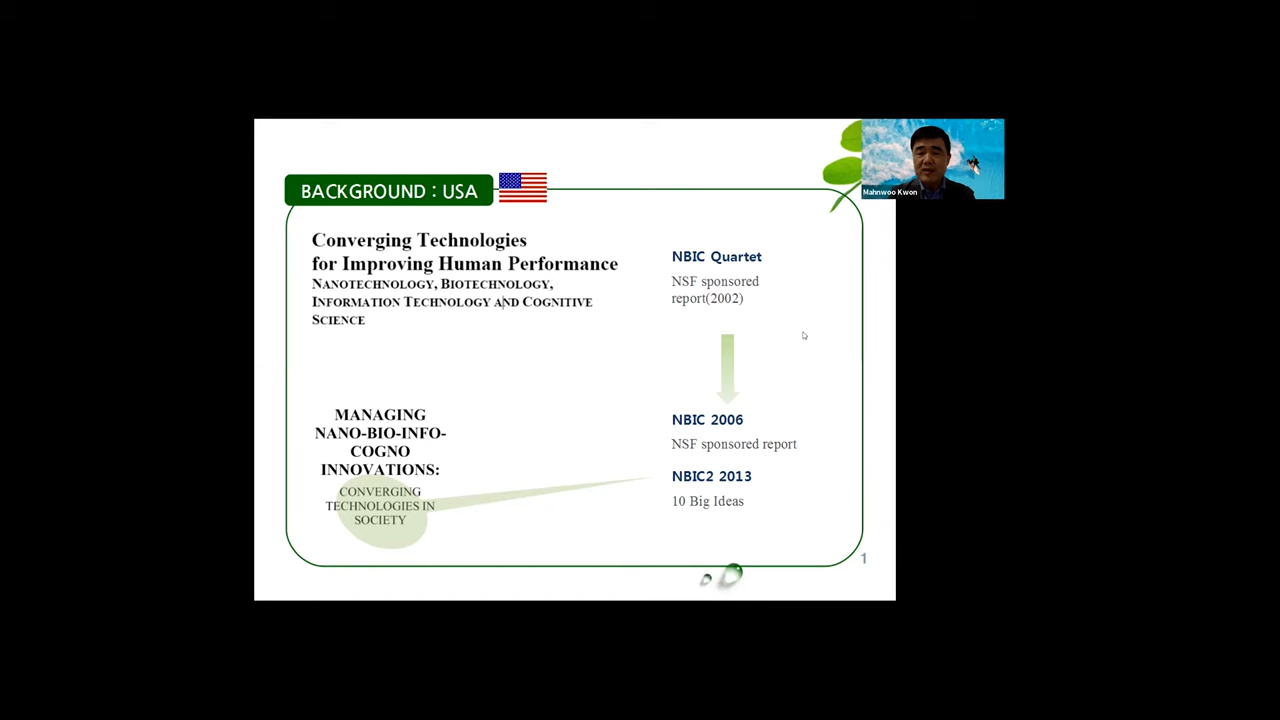 BACKGROUND : USA
Converging Technologies
for Improving Human Performance
NANOTECHNOLOGY, BIOTECHNOLOGY,
INFORMATION TECHNOLOGY AND COGNITIVE
SCIENCE
NBIC Quartet
NSF sponsored
report(2002)
MANAGING
NANO-BIO-INFO-
COGNO
INNOVATIONS:
CONVERGING
TECHNOLOGIES IN
SOCIETY
NBIC 2006
NSF sponsored report
NBIC2 2013
10 Big Ideas
1
Mahnwoo Kwon